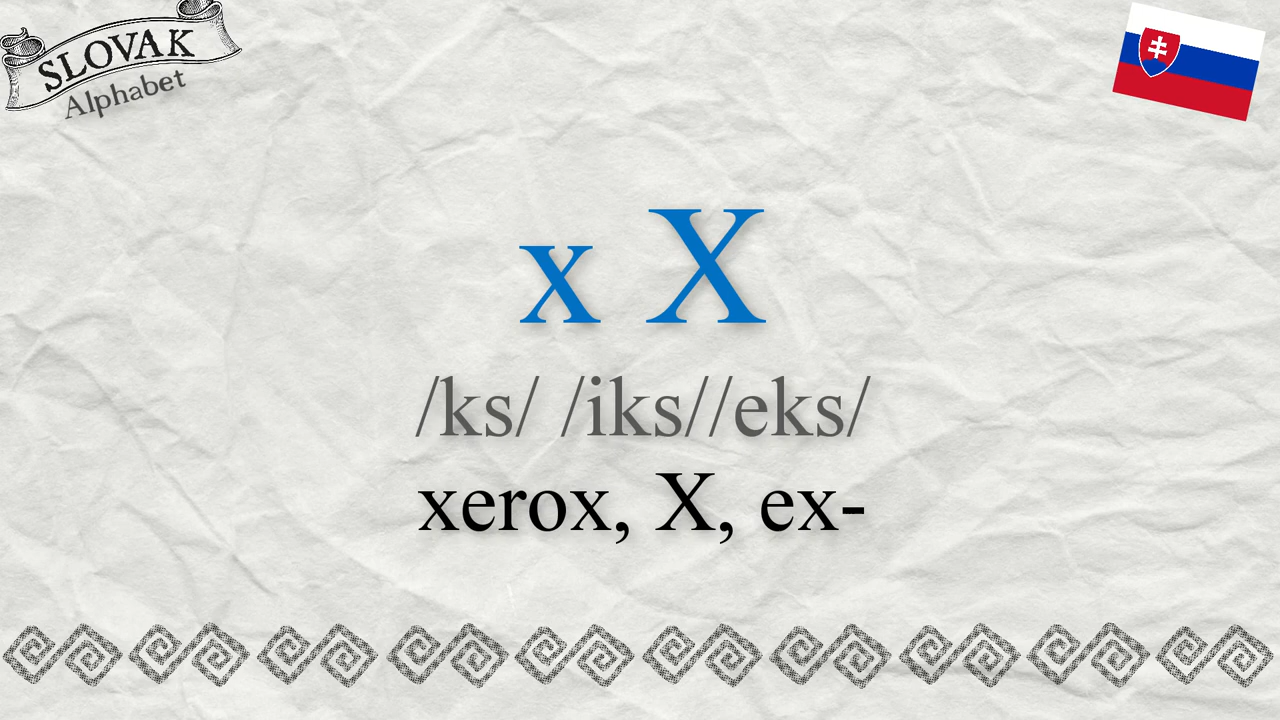 SLOVAK
Alphabet
x X
/ks/ /iks//eks/
xerox, X, ex-